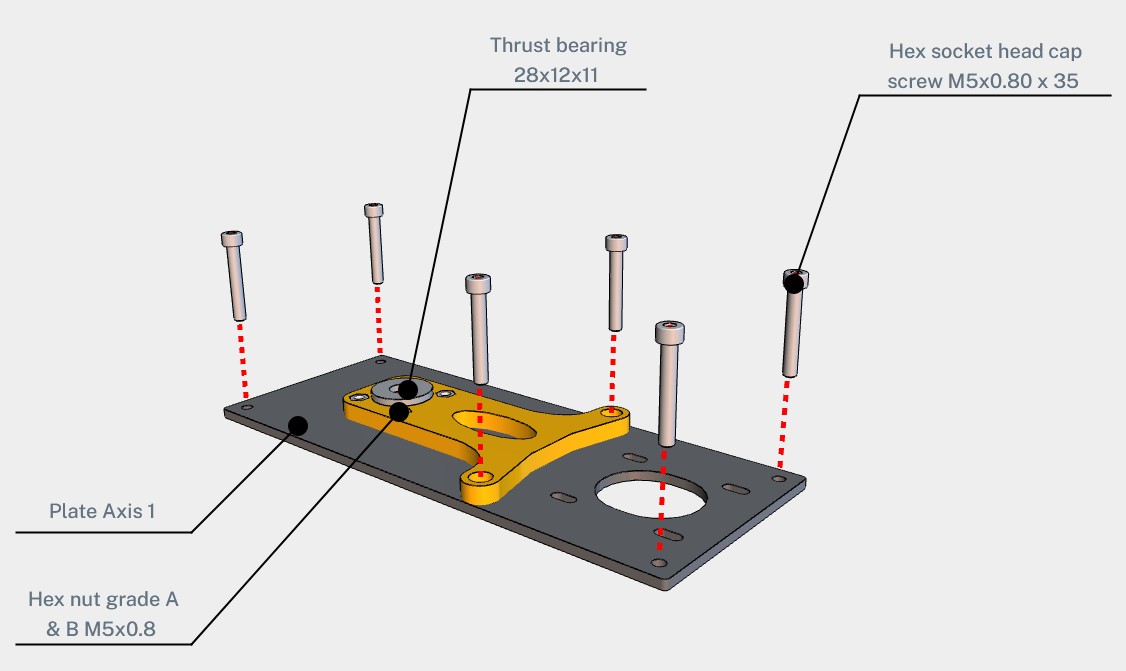 Thrust bearing
28x12x11
Hex socket head cap
screw M5x0.80 x 35
Plate Axis 1
Hex nut grade A
& B M5x0.8